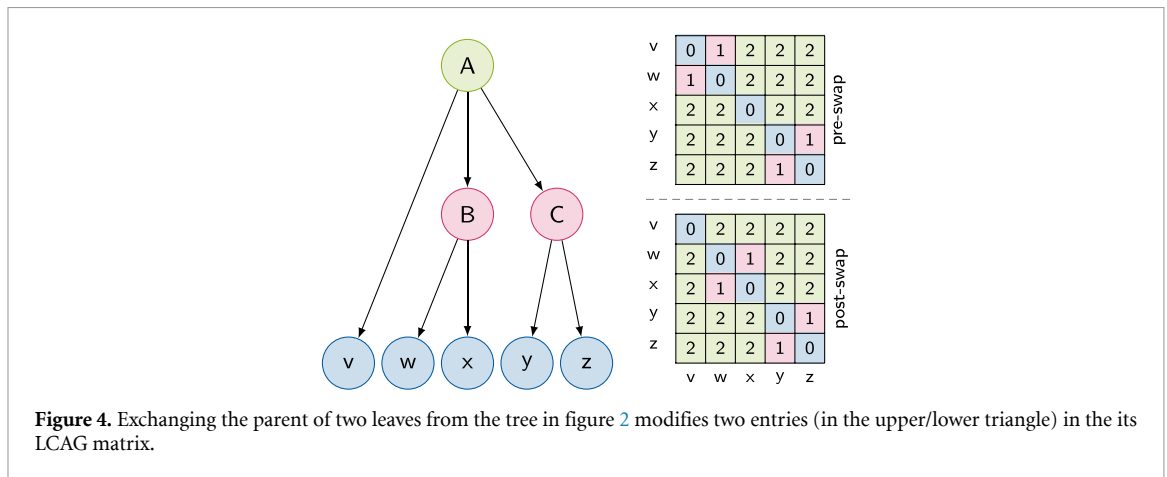 A
B
C
v
w
x
y
z
v 0 1 2 2 2
w 1 0 2 2 2
x 2 2 0 2 2
y 2 2 2 0 1
z 2 2 2 1 0
pre-swap
v 0 2 2 2 2
w 2 0 1 2 2
x 2 1 0 2 2
y 2 2 2 0 1
z 2 2 2 1 0
v w x y z
post-swap
Figure 4. Exchanging the parent of two leaves from the tree in figure 2 modifies two entries (in the upper/lower triangle) in the its
LCAG matrix.